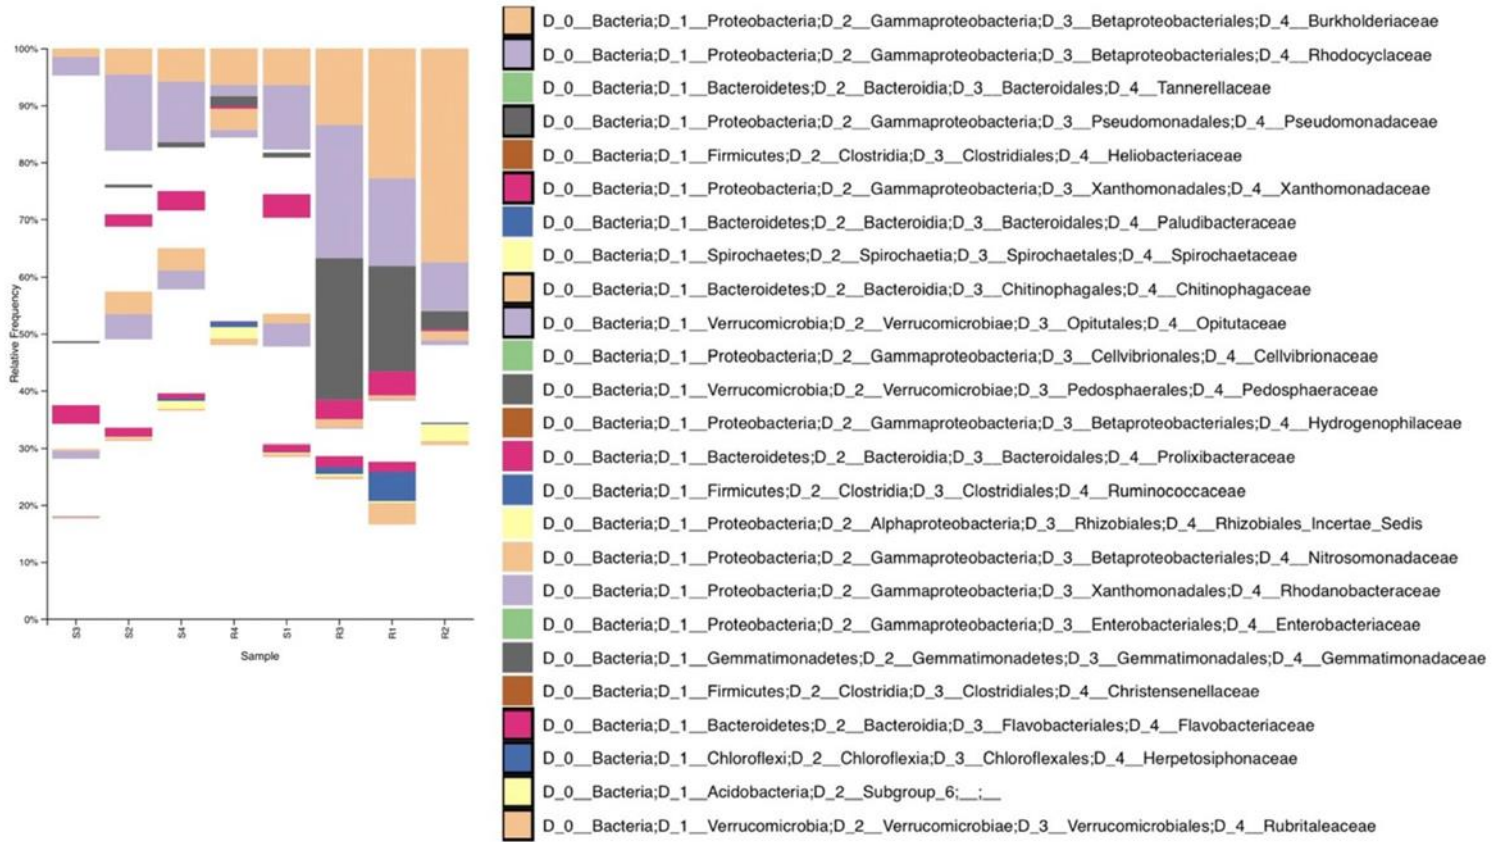 100%
90%
80%
70%
60%
50%
40%
30%
20%
10%
0%
Relative Frequency
S3
S2
S4
R4
S1
R3
R1
R2
Sample
D_0__Bacteria;D_1__Proteobacteria;D_2__Gammaproteobacteria;D_3__Betaproteobacteriales;D_4__Burkholderiaceae
D_0__Bacteria;D_1__Proteobacteria;D_2__Gammaproteobacteria;D_3__Betaproteobacteriales;D_4__Rhodocyclaceae
D_0__Bacteria;D_1__Bacteroidetes;D_2__Bacteroidia;D_3__Bacteroidales;D_4__Tannerellaceae
D_0__Bacteria;D_1__Proteobacteria;D_2__Gammaproteobacteria;D_3__Pseudomonadales;D_4__Pseudomonadaceae
D_0__Bacteria;D_1__Firmicutes;D_2__Clostridia;D_3__Clostridiales;D_4__Heliobacteriaceae
D_0__Bacteria;D_1__Proteobacteria;D_2__Gammaproteobacteria;D_3__Xanthomonadales;D_4__Xanthomonadaceae
D_0__Bacteria;D_1__Bacteroidetes;D_2__Bacteroidia;D_3__Bacteroidales;D_4__Paludibacteraceae
D_0__Bacteria;D_1__Spirochaetes;D_2__Spirochaetia;D_3__Spirochaetales;D_4__Spirochaetaceae
D_0__Bacteria;D_1__Bacteroidetes;D_2__Bacteroidia;D_3__Chitinophagales;D_4__Chitinophagaceae
D_0__Bacteria;D_1__Verrucomicrobia;D_2__Verrucomicrobiae;D_3__Opitutales;D_4__Opitutaceae
D_0__Bacteria;D_1__Proteobacteria;D_2__Gammaproteobacteria;D_3__Cellvibrionales;D_4__Cellvibrionaceae
D_0__Bacteria;D_1__Verrucomicrobia;D_2__Verrucomicrobiae;D_3__Pedosphaerales;D_4__Pedosphaeraceae
D_0__Bacteria;D_1__Proteobacteria;D_2__Gammaproteobacteria;D_3__Betaproteobacteriales;D_4__Hydrogenophilaceae
D_0__Bacteria;D_1__Bacteroidetes;D_2__Bacteroidia;D_3__Bacteroidales;D_4__Prolixibacteraceae
D_0__Bacteria;D_1__Firmicutes;D_2__Clostridia;D_3__Clostridiales;D_4__Ruminococcaceae
D_0__Bacteria;D_1__Proteobacteria;D_2__Alphaproteobacteria;D_3__Rhizobiales;D_4__Rhizobiales_Incertae_Sedis
D_0__Bacteria;D_1__Proteobacteria;D_2__Gammaproteobacteria;D_3__Betaproteobacteriales;D_4__Nitrosomonadaceae
D_0__Bacteria;D_1__Proteobacteria;D_2__Gammaproteobacteria;D_3__Xanthomonadales;D_4__Rhodanobacteraceae
D_0__Bacteria;D_1__Proteobacteria;D_2__Gammaproteobacteria;D_3__Enterobacteriales;D_4__Enterobacteriaceae
D_0__Bacteria;D_1__Gemmatimonadetes;D_2__Gemmatimonadetes;D_3__Gemmatimonadales;D_4__Gemmatimonadaceae
D_0__Bacteria;D_1__Firmicutes;D_2__Clostridia;D_3__Clostridiales;D_4__Christensenellaceae
D_0__Bacteria;D_1__Bacteroidetes;D_2__Bacteroidia;D_3__Flavobacteriales;D_4__Flavobacteriaceae
D_0__Bacteria;D_1__Chloroflexi;D_2__Chloroflexia;D_3__Chloroflexales;D_4__Herpetosiphonaceae
D_0__Bacteria;D_1__Acidobacteria;D_2__Subgroup_6;__;__
D_0__Bacteria;D_1__Verrucomicrobia;D_2__Verrucomicrobiae;D_3__Verrucomicrobiales;D_4__Rubritaleaceae